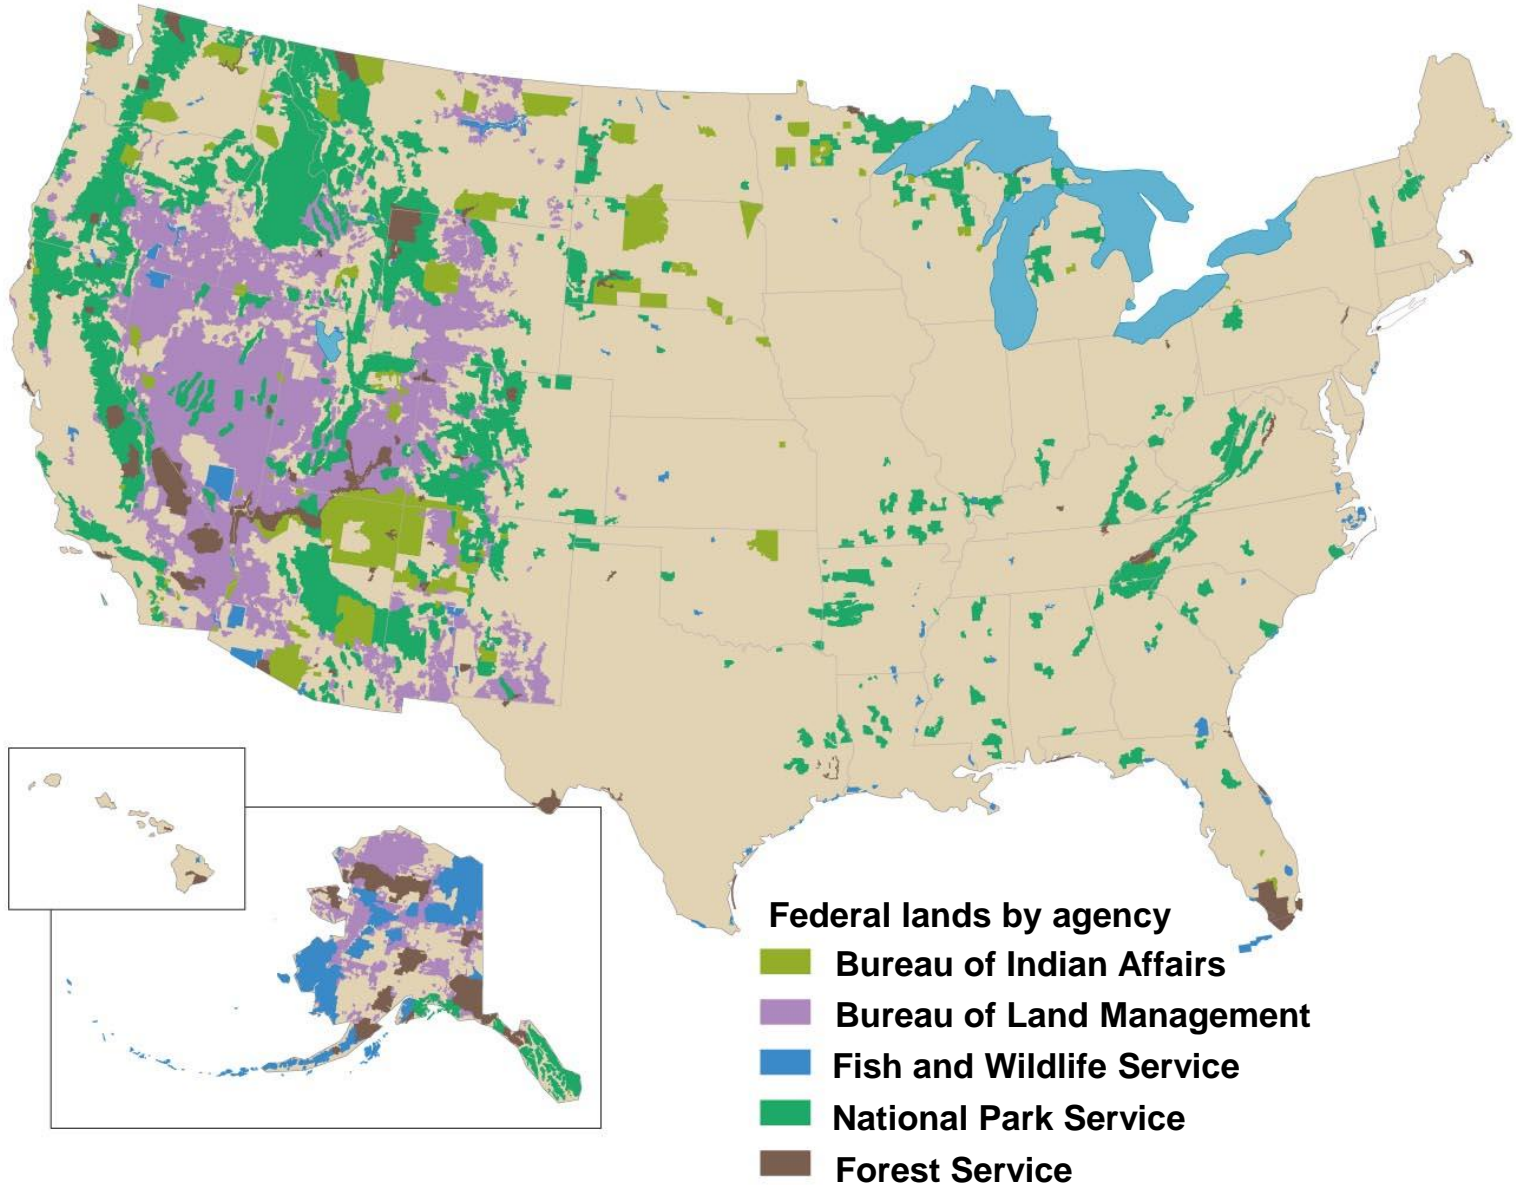 Federal lands by agency
Bureau of Indian Affairs
Bureau of Land Management
Fish and Wildlife Service
National Park Service
Forest Service